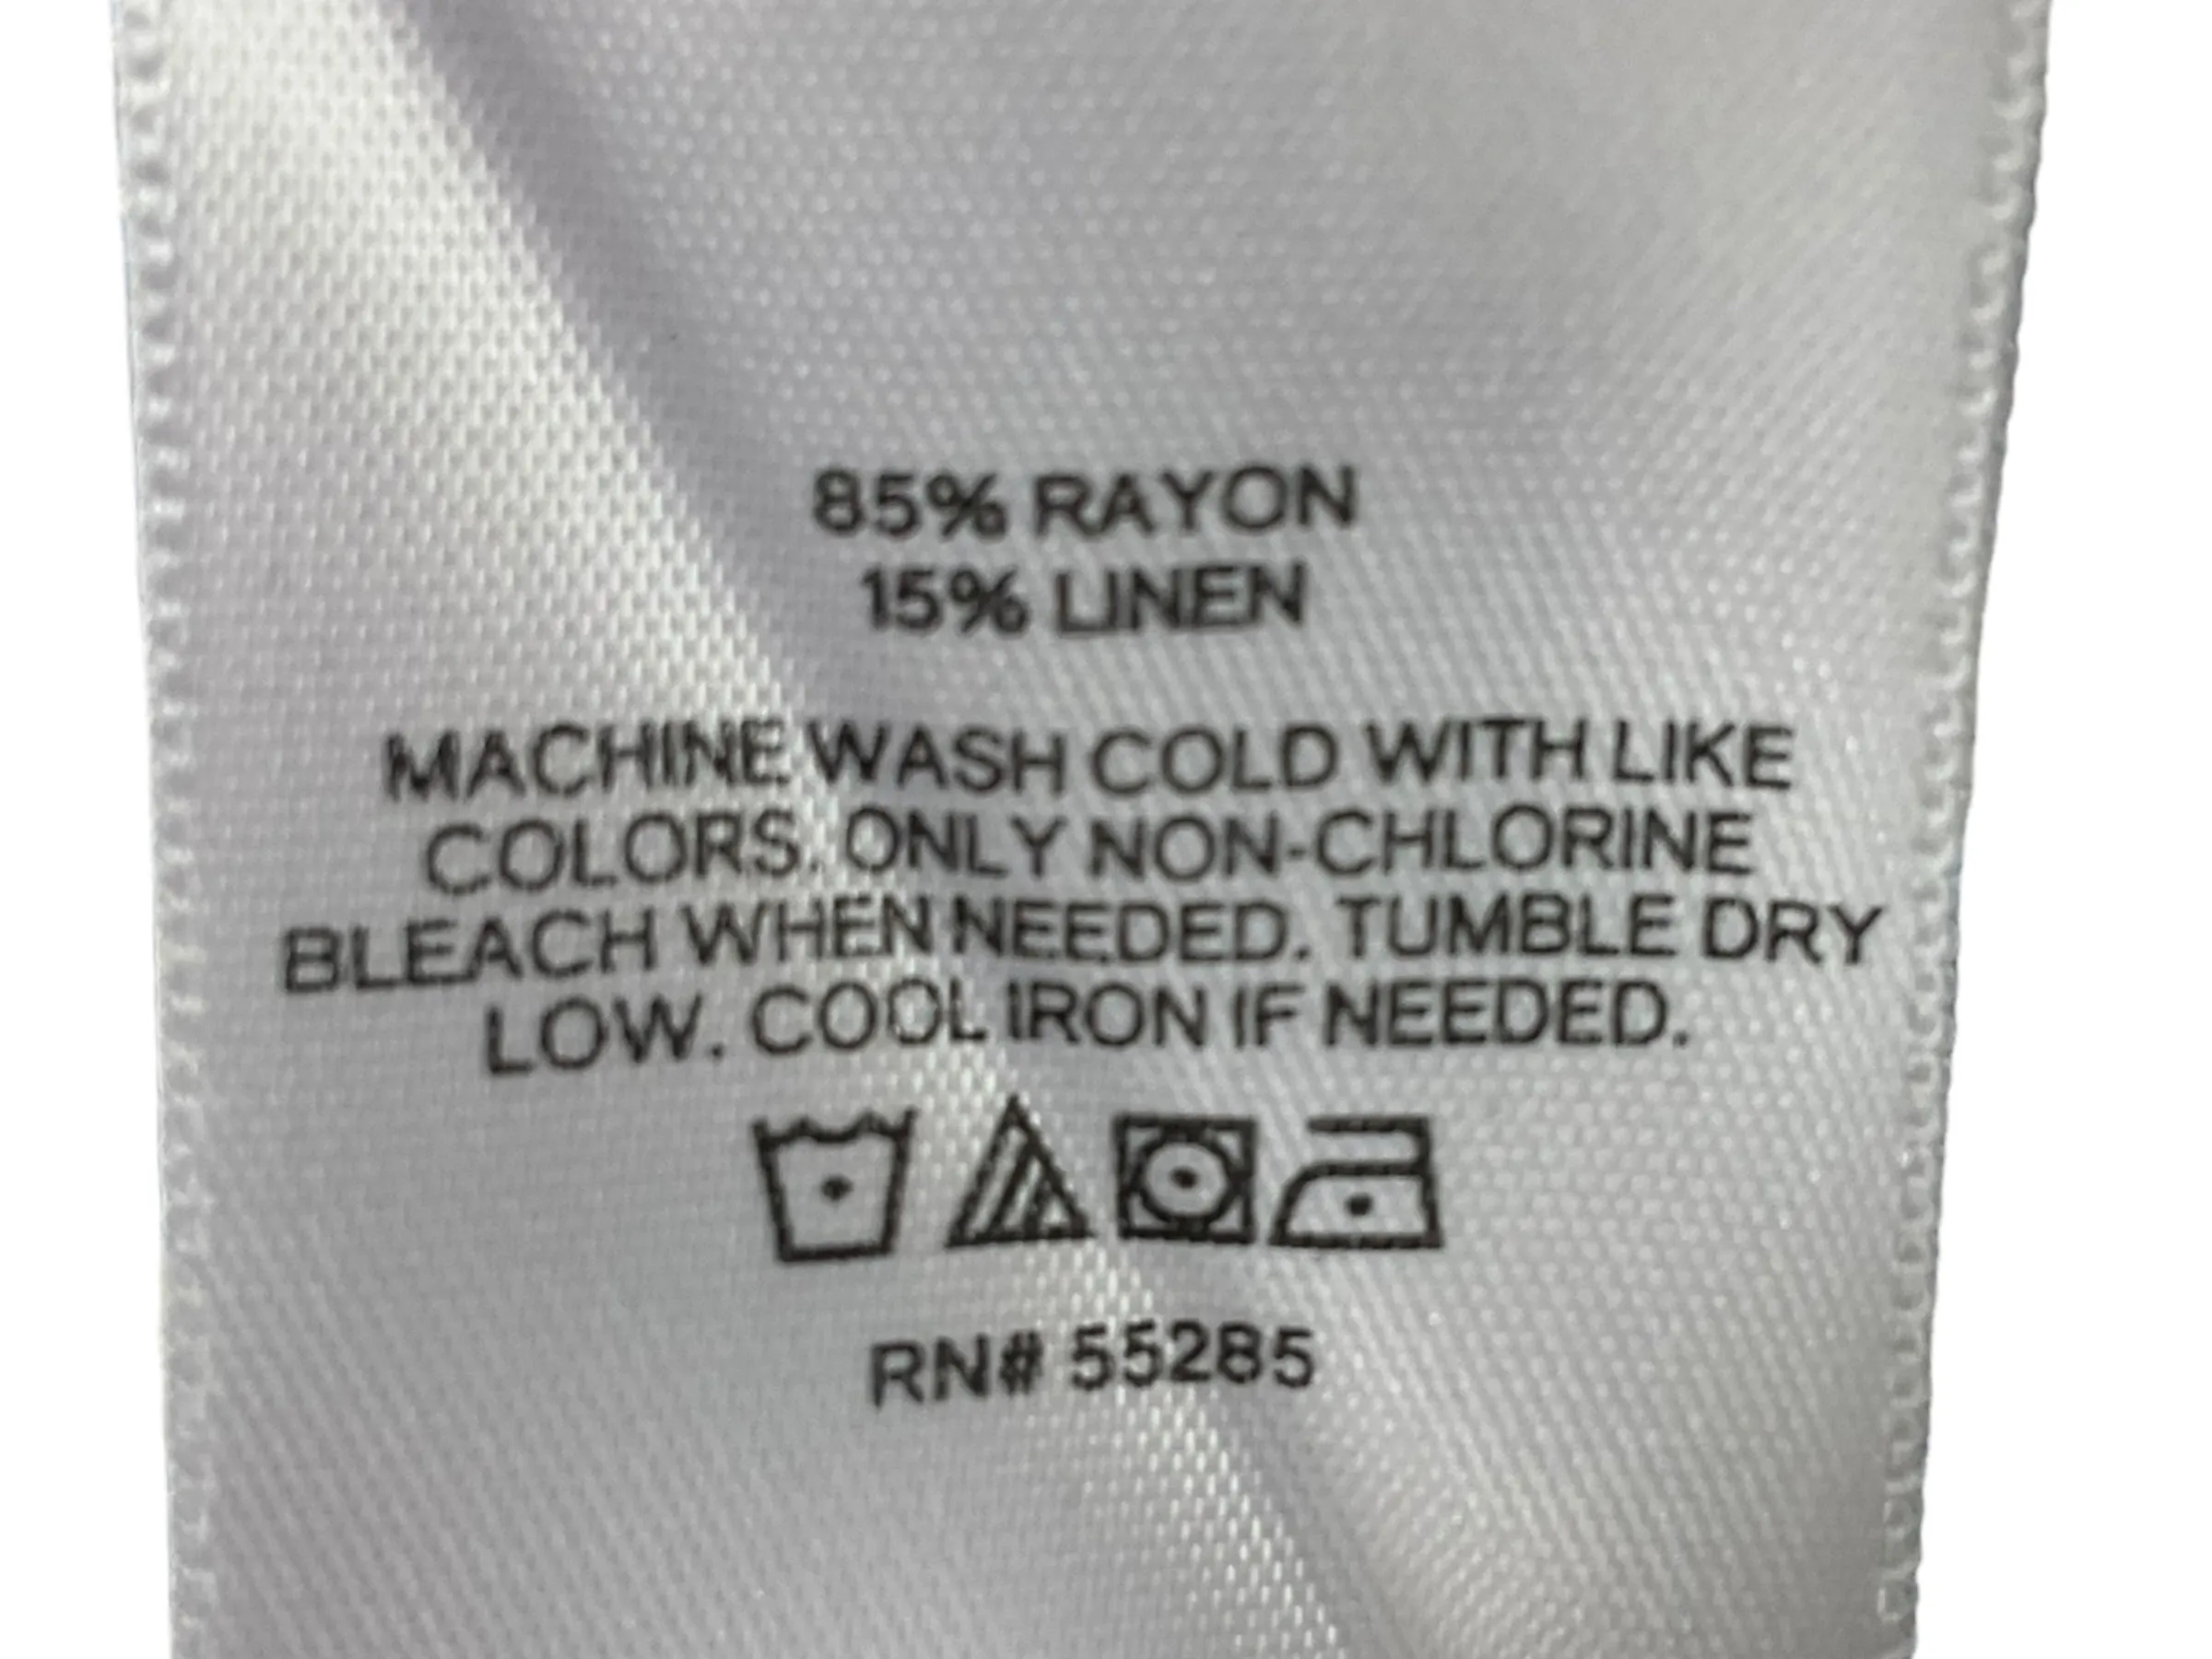 85% RAYON
15% LINEN
MACHINE WASH COLD WITH LIKE
COLORS. ONLY NON-CHLORINE
BLEACH WHEN NEEDED. TUMBLE DRY
LOW. COOL IRON IF NEEDED.
RN# 55285